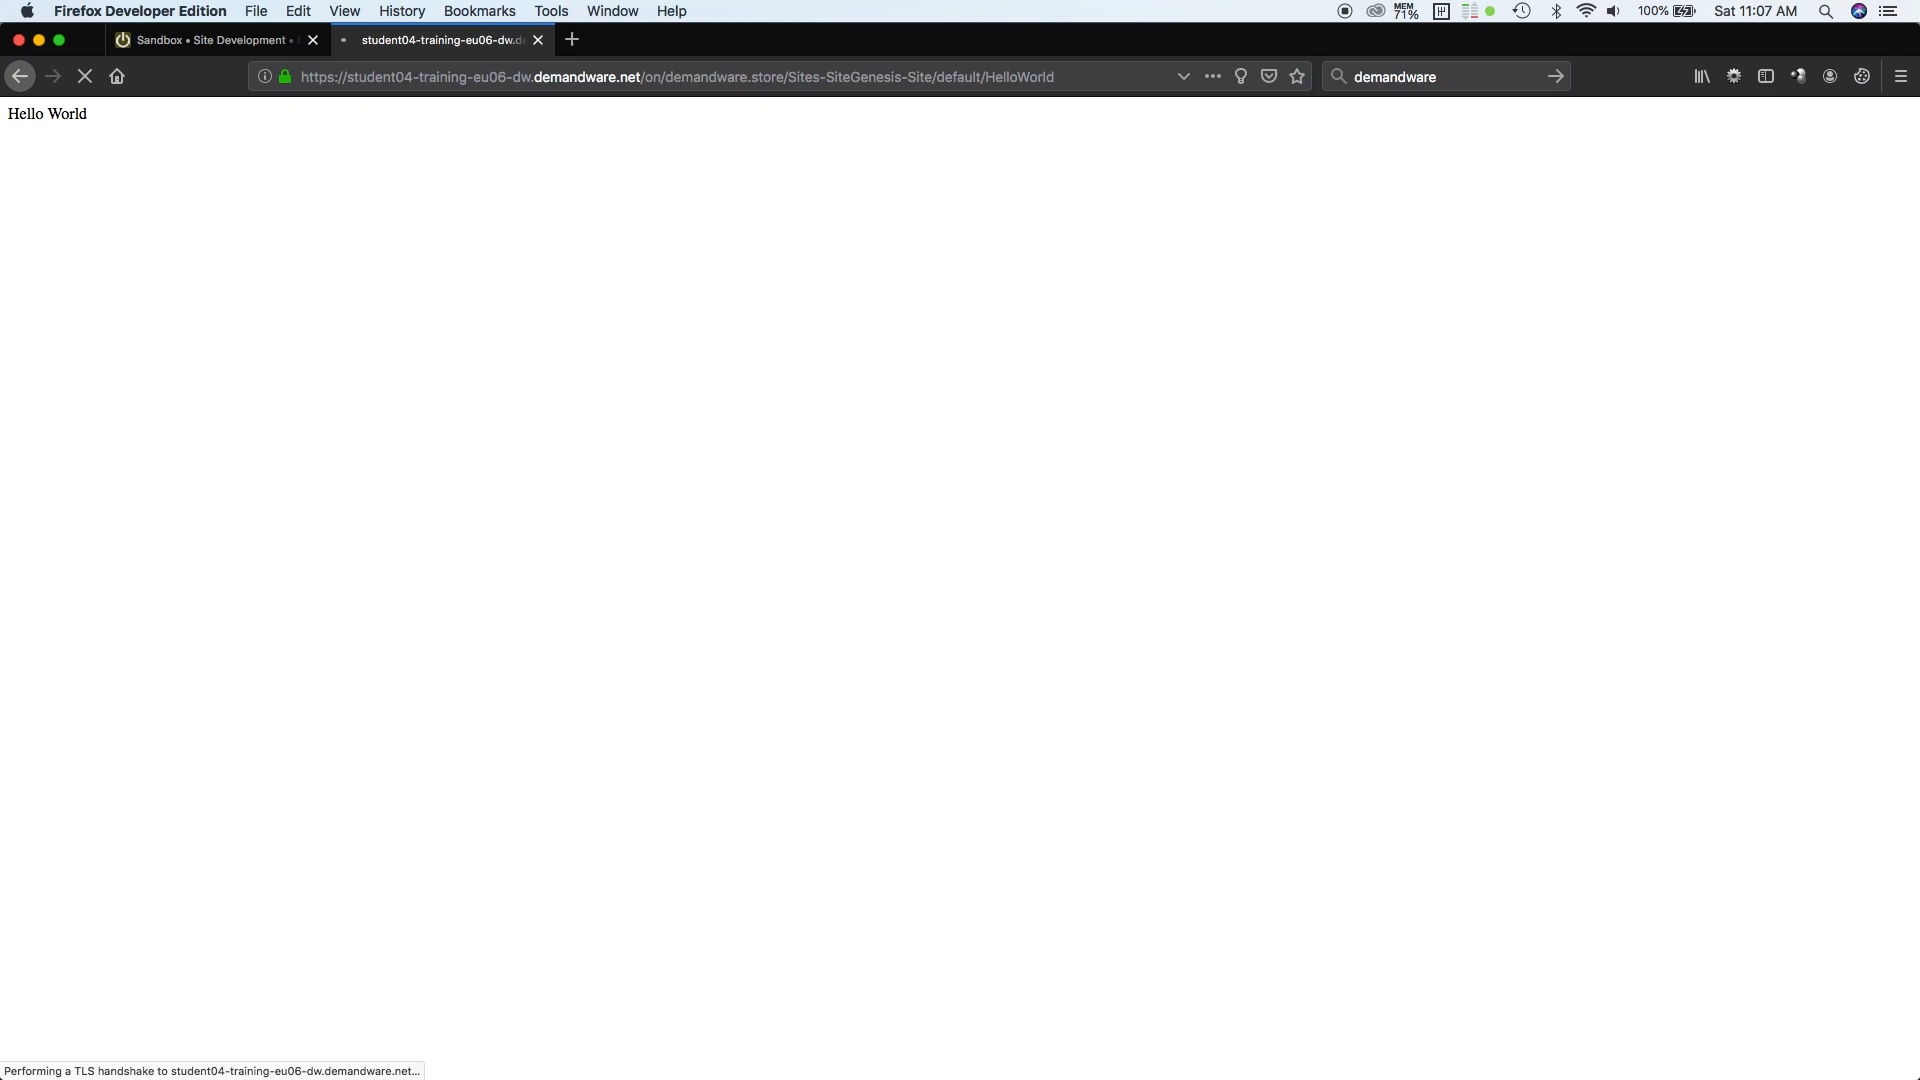 Firefox Developer Edition File Edit View History Bookmarks Tools Window Help MEM 71% 100% Sat 11:07 AM
Sandbox • Site Development • student04-training-eu06-dw.d
https://student04-training-eu06-dw.demandware.net/on/demandware.store/Sites-SiteGenesis-Site/default/HelloWorld demandware
Hello World
Performing a TLS handshake to student04-training-eu06-dw.demandware.net...